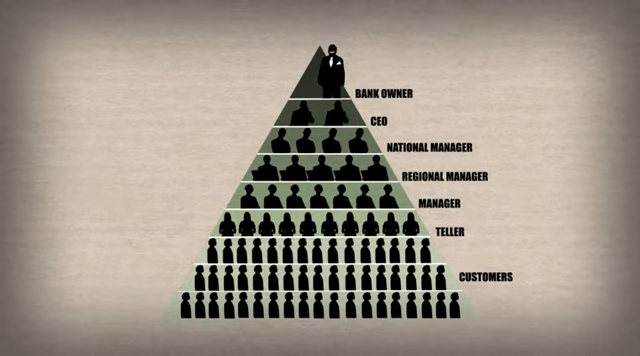 BANK OWNER
CEO
NATIONAL MANAGER
REGIONAL MANAGER
MANAGER
TELLER
CUSTOMERS